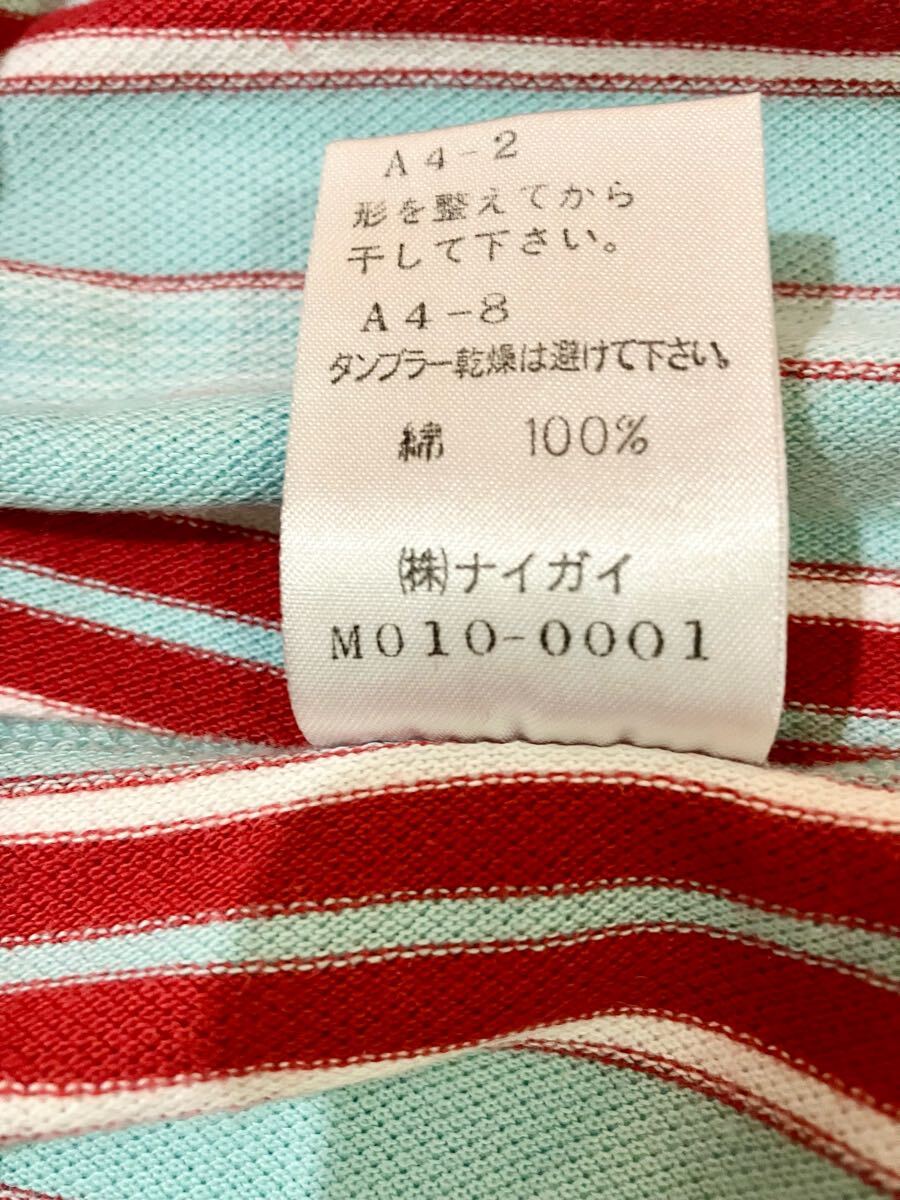 A4-2
形を整えてから
干して下さい。
A4-8
タンブラー乾燥は避けて下さい。
綿 100%
(株)ナイガイ
M010-0001